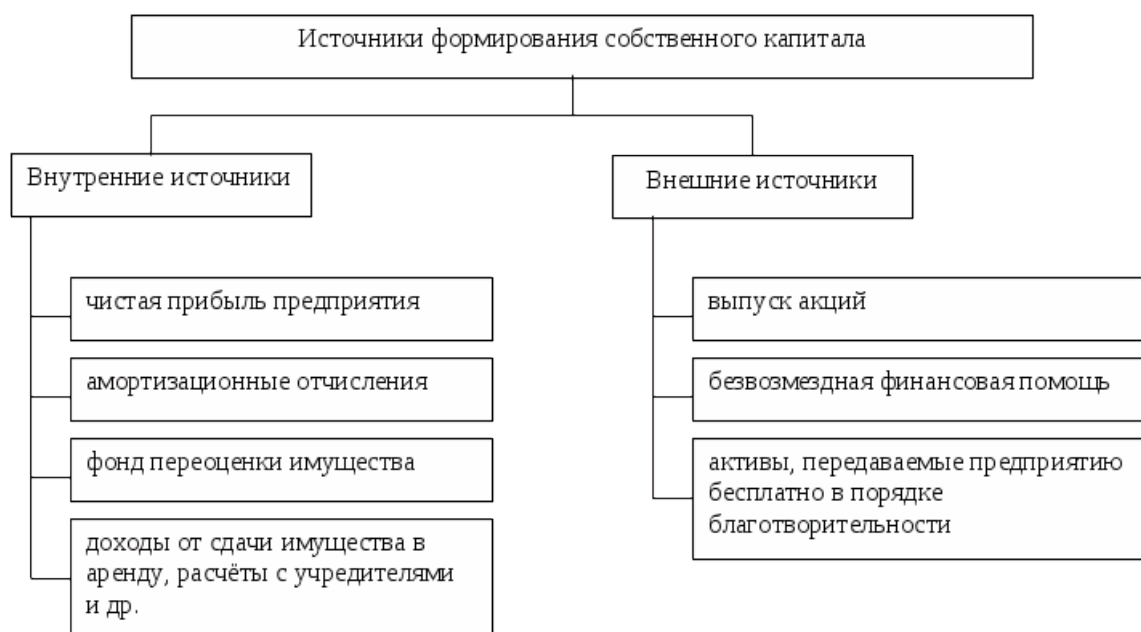 Источники формирования собственного капитала
Внутренние источники
Внешние источники
чистая прибыль предприятия
амортизационные отчисления
фонд переоценки имущества
доходы от сдачи имущества в
аренду, расчёты с учредителями
и др.
выпуск акций
безвозмездная финансовая помощь
активы, передаваемые предприятию
бесплатно в порядке
благотворительности